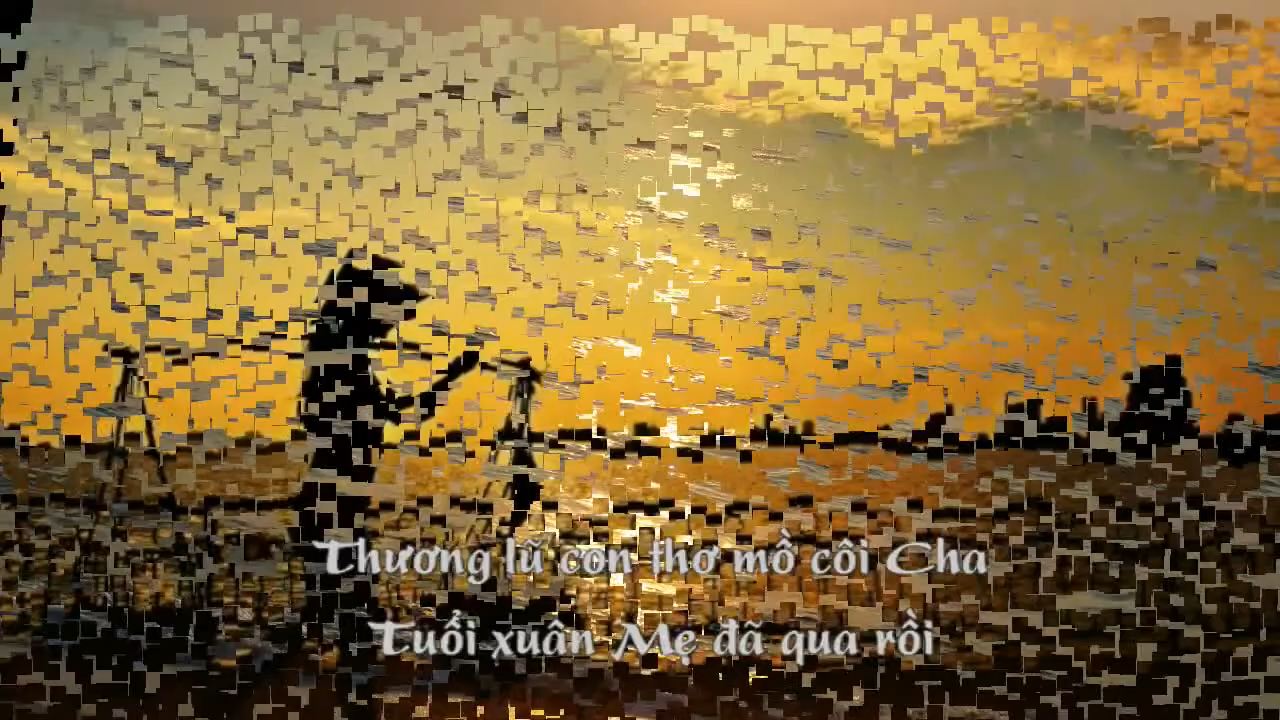 Thương lũ con thơ mồ côi Cha
Tuổi xuân Mẹ đã qua rồi